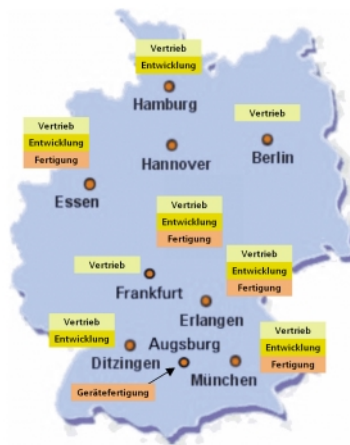 Vertrieb
Entwicklung
Hamburg
Vertrieb
Entwicklung
Fertigung
Essen
Hannover
Vertrieb
Berlin
Vertrieb
Entwicklung
Fertigung
Vertrieb
Frankfurt
Vertrieb
Entwicklung
Fertigung
Erlangen
Vertrieb
Entwicklung
Ditzingen
Augsburg
Gerätefertigung
Vertrieb
Entwicklung
Fertigung
München